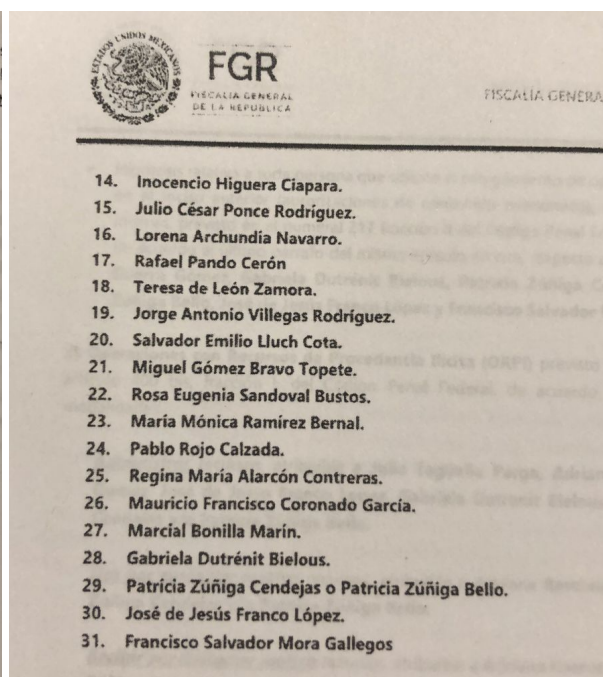 ESTADOS UNIDOS MEXICANOS
FGR
FISCALÍA GENERAL
DE LA REPÚBLICA
FISCALÍA GENERA
14. Inocencio Higuera Ciapara.
15. Julio César Ponce Rodríguez.
16. Lorena Archundia Navarro.
17. Rafael Pando Cerón
18. Teresa de León Zamora.
19. Jorge Antonio Villegas Rodríguez.
20. Salvador Emilio Lluch Cota.
21. Miguel Gómez Bravo Topete.
22. Rosa Eugenia Sandoval Bustos.
23. María Mónica Ramírez Bernal.
24. Pablo Rojo Calzada.
25. Regina María Alarcón Contreras.
26. Mauricio Francisco Coronado García.
27. Marcial Bonilla Marín.
28. Gabriela Dutrénit Bielous.
29. Patricia Zúñiga Cendejas o Patricia Zúñiga Bello.
30. José de Jesús Franco López.
31. Francisco Salvador Mora Gallegos